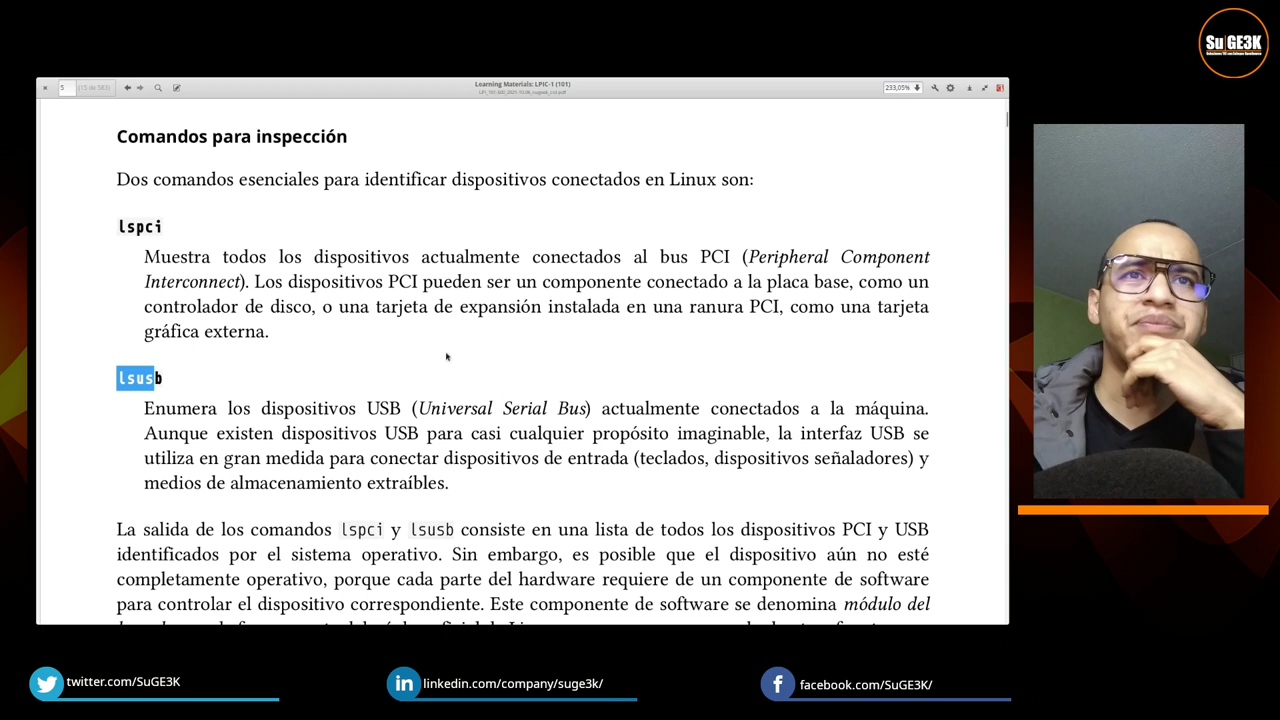 SuGE3K
5 (15 de 583)
Learning Materials: LPIC-1 (101)
233,05%
Comandos para inspección
Dos comandos esenciales para identificar dispositivos conectados en Linux son:
lspci
Muestra todos los dispositivos actualmente conectados al bus PCI (Peripheral Component
Interconnect). Los dispositivos PCI pueden ser un componente conectado a la placa base, como un
controlador de disco, o una tarjeta de expansión instalada en una ranura PCI, como una tarjeta
gráfica externa.
lsusb
Enumera los dispositivos USB (Universal Serial Bus) actualmente conectados a la máquina.
Aunque existen dispositivos USB para casi cualquier propósito imaginable, la interfaz USB se
utiliza en gran medida para conectar dispositivos de entrada (teclados, dispositivos señaladores) y
medios de almacenamiento extraíbles.
La salida de los comandos lspci y lsusb consiste en una lista de todos los dispositivos PCI y USB
identificados por el sistema operativo. Sin embargo, es posible que el dispositivo aún no esté
completamente operativo, porque cada parte del hardware requiere de un componente de software
para controlar el dispositivo correspondiente. Este componente de software se denomina módulo del
twitter.com/SuGE3K
linkedin.com/company/suge3k/
facebook.com/SuGE3K/